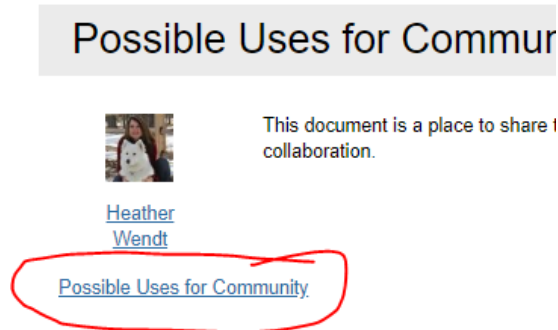 Possible Uses for Commun
This document is a place to share t
collaboration.
Heather
Wendt
Possible Uses for Community